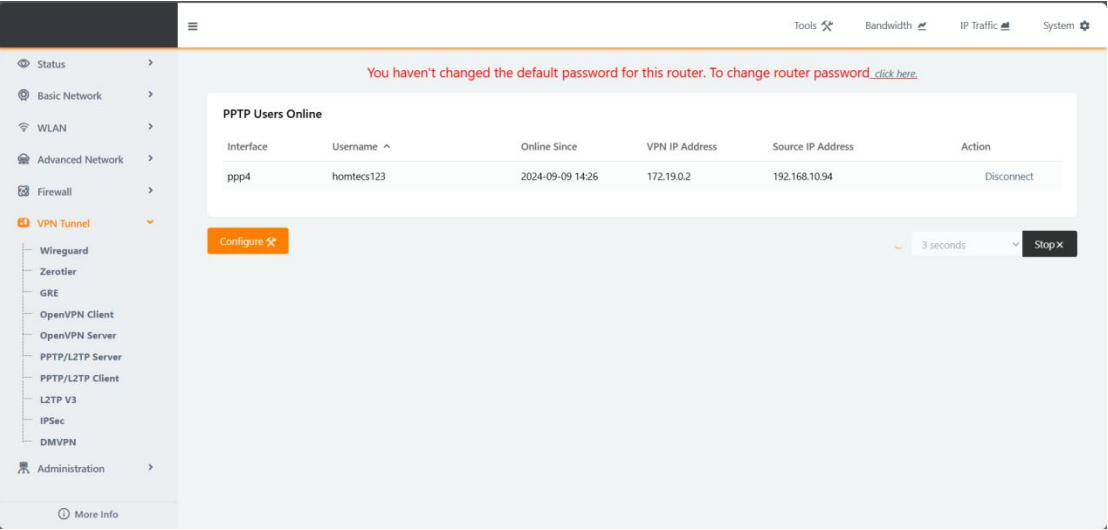 Tools
Bandwidth
IP Traffic
System
Status
Basic Network
WLAN
Advanced Network
Firewall
VPN Tunnel
Wireguard
Zerotier
GRE
OpenVPN Client
OpenVPN Server
PPTP/L2TP Server
PPTP/L2TP Client
L2TP V3
IPSec
DMVPN
Administration
More Info
You haven't changed the default password for this router. To change router password click here.
PPTP Users Online
Interface Username Online Since VPN IP Address Source IP Address Action
ppp4 homtecs123 2024-09-09 14:26 172.19.0.2 192.168.10.94 Disconnect
Configure
3 seconds
Stop